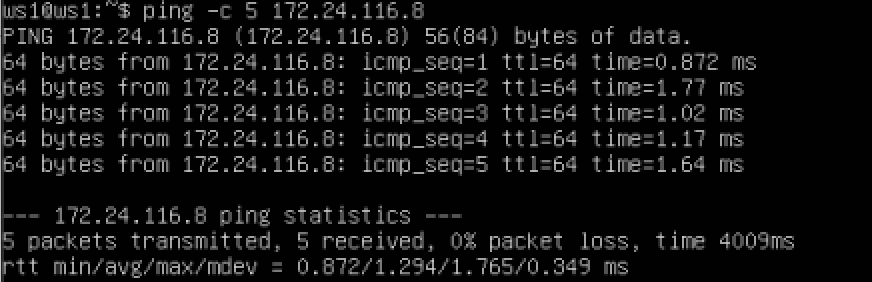 ws1@ws1:~$ ping -c 5 172.24.116.8
PING 172.24.116.8 (172.24.116.8) 56(84) bytes of data.
64 bytes from 172.24.116.8: icmp_seq=1 ttl=64 time=0.872 ms
64 bytes from 172.24.116.8: icmp_seq=2 ttl=64 time=1.77 ms
64 bytes from 172.24.116.8: icmp_seq=3 ttl=64 time=1.02 ms
64 bytes from 172.24.116.8: icmp_seq=4 ttl=64 time=1.17 ms
64 bytes from 172.24.116.8: icmp_seq=5 ttl=64 time=1.64 ms
--- 172.24.116.8 ping statistics ---
5 packets transmitted, 5 received, 0% packet loss, time 4009ms
rtt min/avg/max/mdev = 0.872/1.294/1.765/0.349 ms